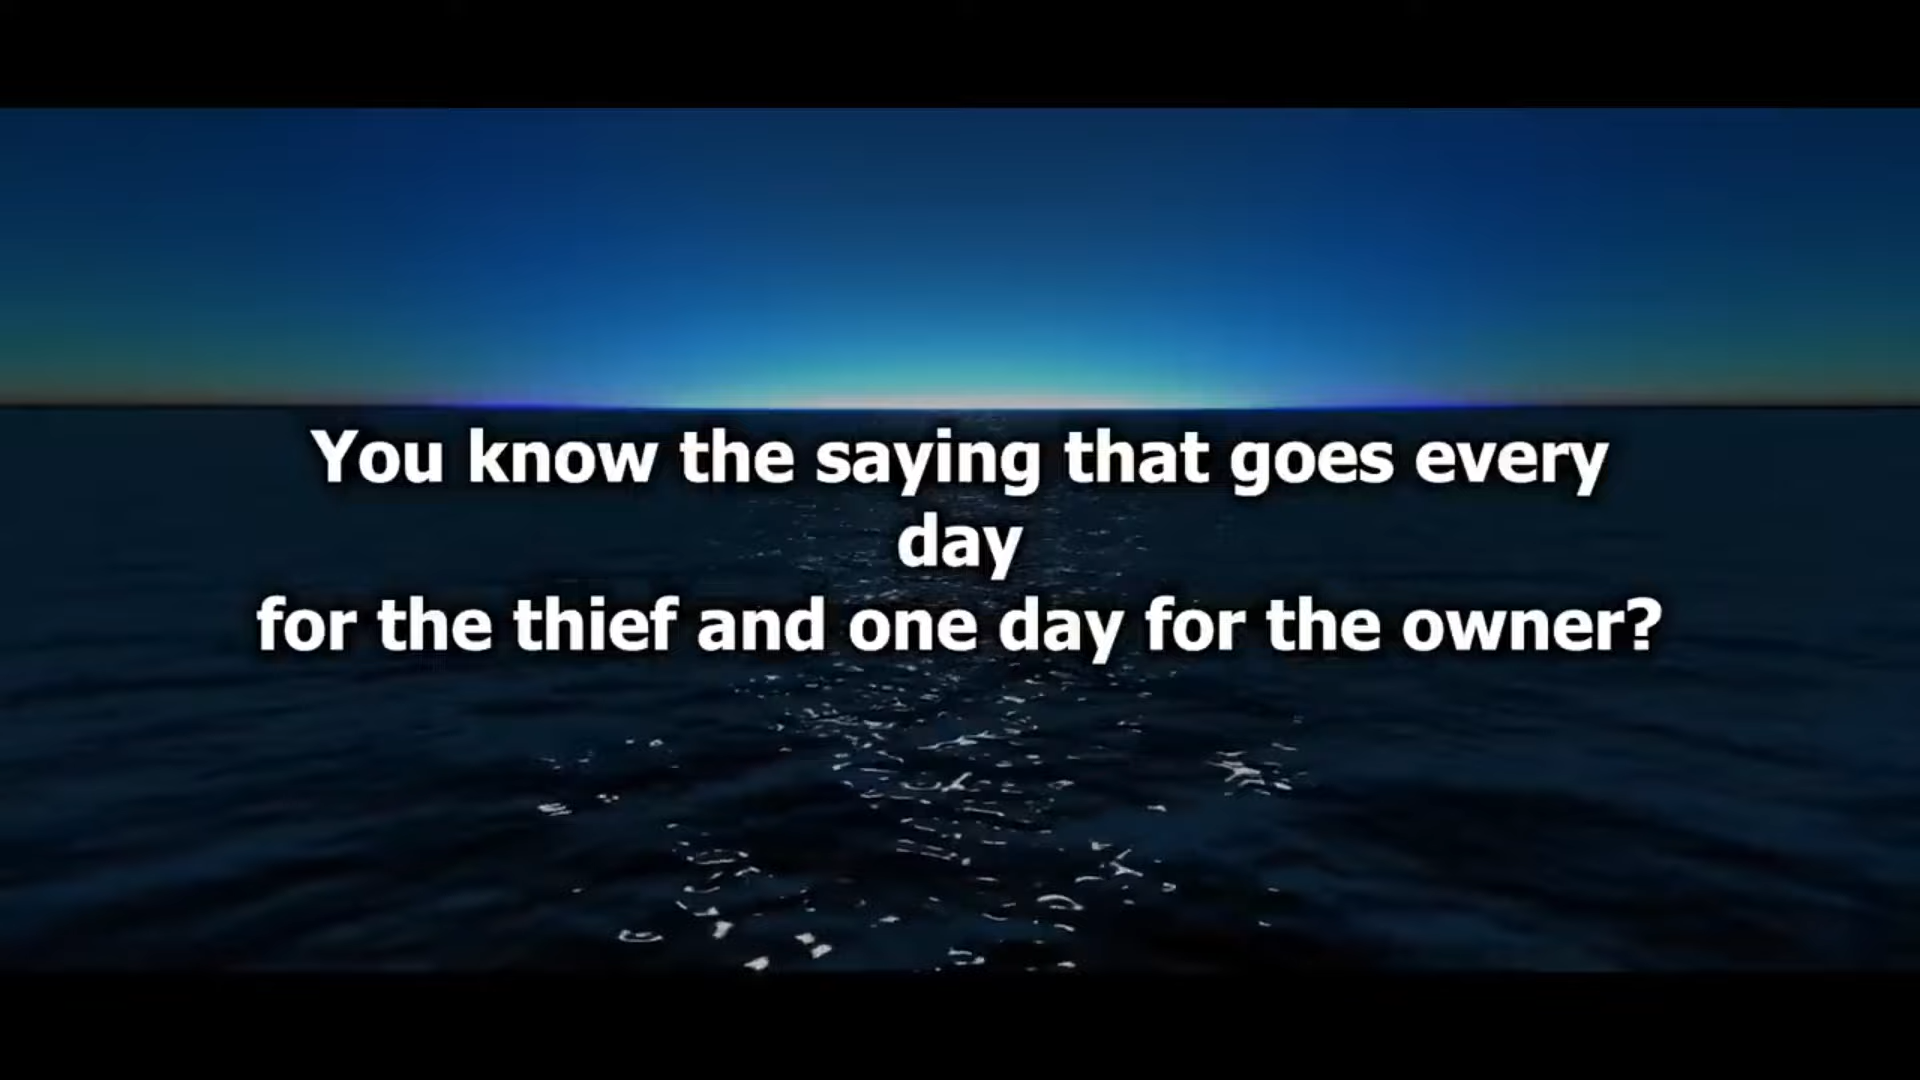 You know the saying that goes every
day
for the thief and one day for the owner?